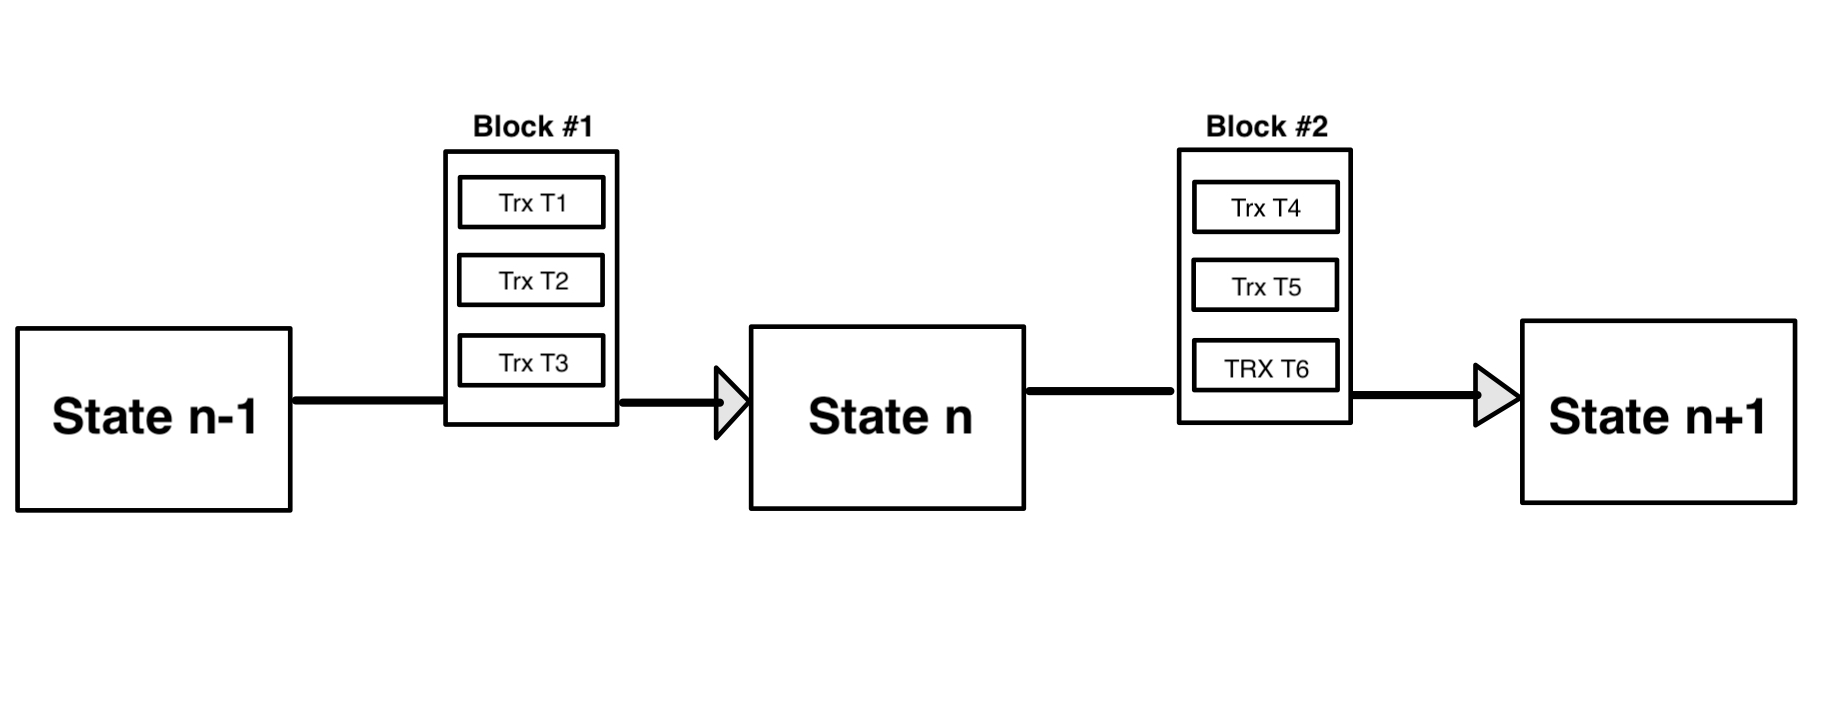 Block #1
Trx T1
Trx T2
Trx T3
State n-1
State n
Block #2
Trx T4
Trx T5
TRX T6
State n+1